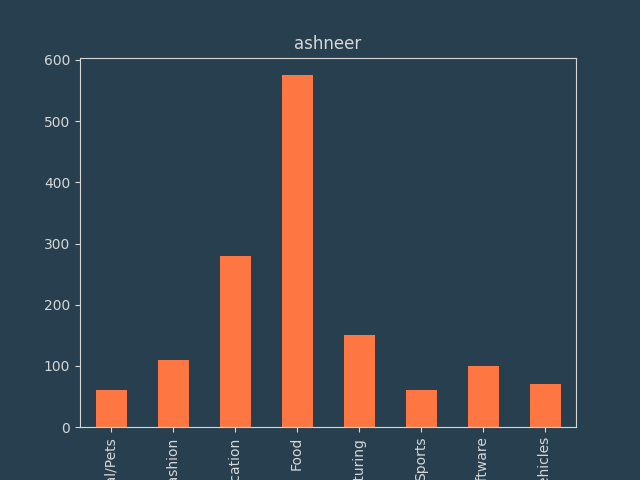 ashneer
600
500
400
300
200
100
0
al/Pets
ashion
cation
Food
turing
Sports
ftware
ehicles